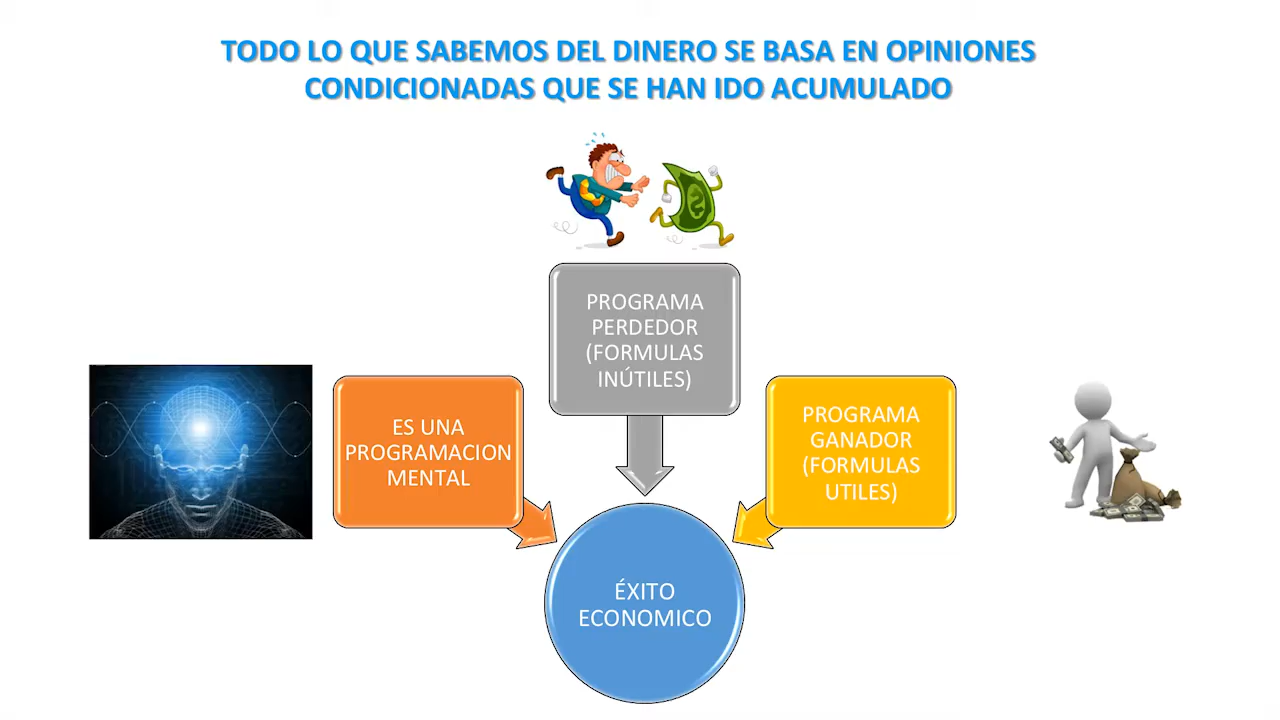 TODO LO QUE SABEMOS DEL DINERO SE BASA EN OPINIONES
CONDICIONADAS QUE SE HAN IDO ACUMULADO
PROGRAMA
PERDEDOR
(FORMULAS
INÚTILES)
ES UNA
PROGRAMACION
MENTAL
PROGRAMA
GANADOR
(FORMULAS
UTILES)
ÉXITO
ECONOMICO